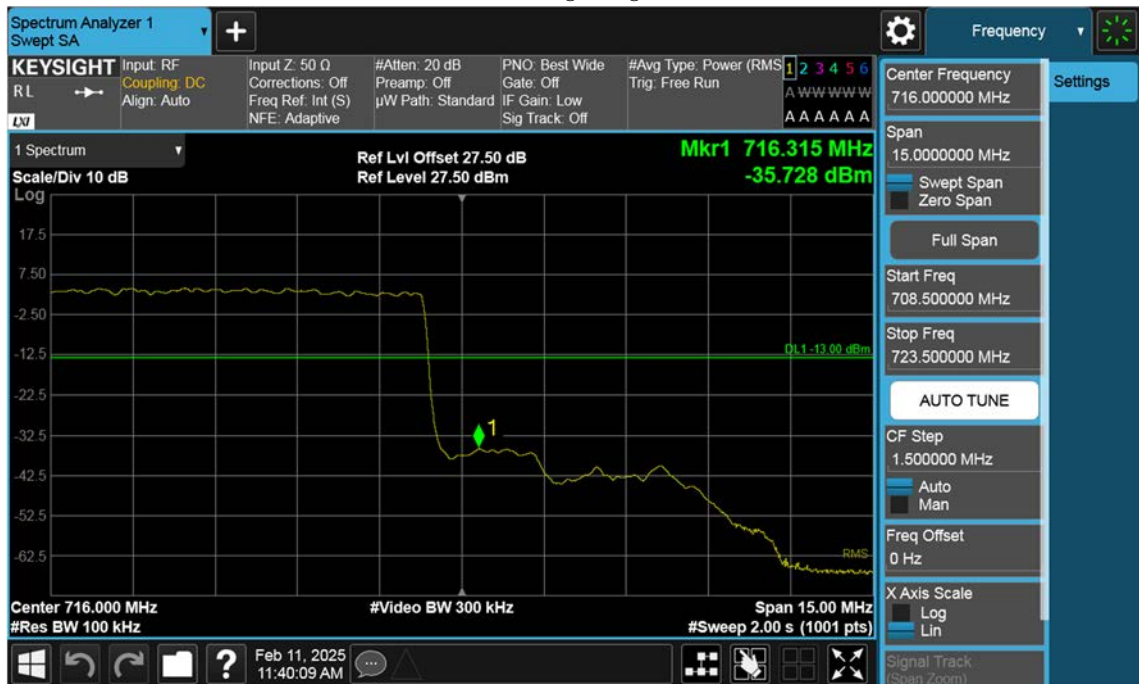 Spectrum Analyzer 1
Swept SA
Frequency
KEYSIGHT
RL
LXI
Input: RF
Coupling: DC
Align: Auto
Input Z: 50 Ω
Corrections: Off
Freq Ref: Int (S)
NFE: Adaptive
#Atten: 20 dB
Preamp: Off
µW Path: Standard
PNO: Best Wide
Gate: Off
IF Gain: Low
Sig Track: Off
#Avg Type: Power (RMS
Trig: Free Run
1 2 3 4 5 6
A W W W W W
A A A A A A
1 Spectrum
Scale/Div 10 dB
Log
Ref Lvl Offset 27.50 dB
Ref Level 27.50 dBm
Mkr1 716.315 MHz
-35.728 dBm
17.5
7.50
-2.50
-12.5
-22.5
-32.5
-42.5
-52.5
-62.5
DL1 -13.00 dBm
1
RMS
Center 716.000 MHz
#Res BW 100 kHz
#Video BW 300 kHz
Span 15.00 MHz
#Sweep 2.00 s (1001 pts)
Feb 11, 2025
11:40:09 AM
Center Frequency
716.000000 MHz
Settings
Span
15.0000000 MHz
Swept Span
Zero Span
Full Span
Start Freq
708.500000 MHz
Stop Freq
723.500000 MHz
AUTO TUNE
CF Step
1.500000 MHz
Auto
Man
Freq Offset
0 Hz
X Axis Scale
Log
Lin
Signal Track
(Span Zoom)